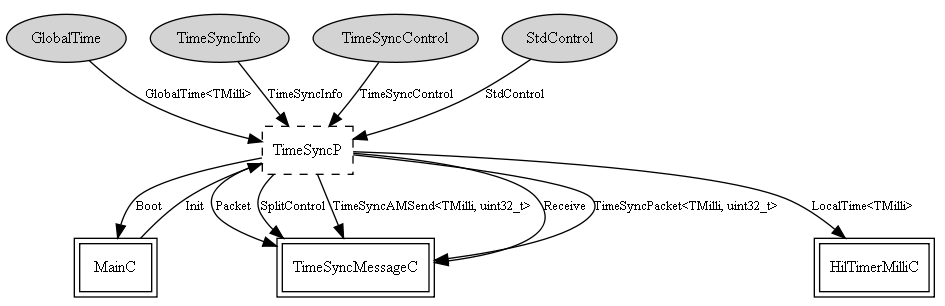 GlobalTime
TimeSyncInfo
TimeSyncControl
StdControl
GlobalTime<TMilli>
TimeSyncInfo
TimeSyncControl
StdControl
TimeSyncP
Boot
Init
Packet
SplitControl
TimeSyncAMSend<TMilli, uint32_t>
Receive
TimeSyncPacket<TMilli, uint32_t>
LocalTime<TMilli>
MainC
TimeSyncMessageC
HilTimerMilliC